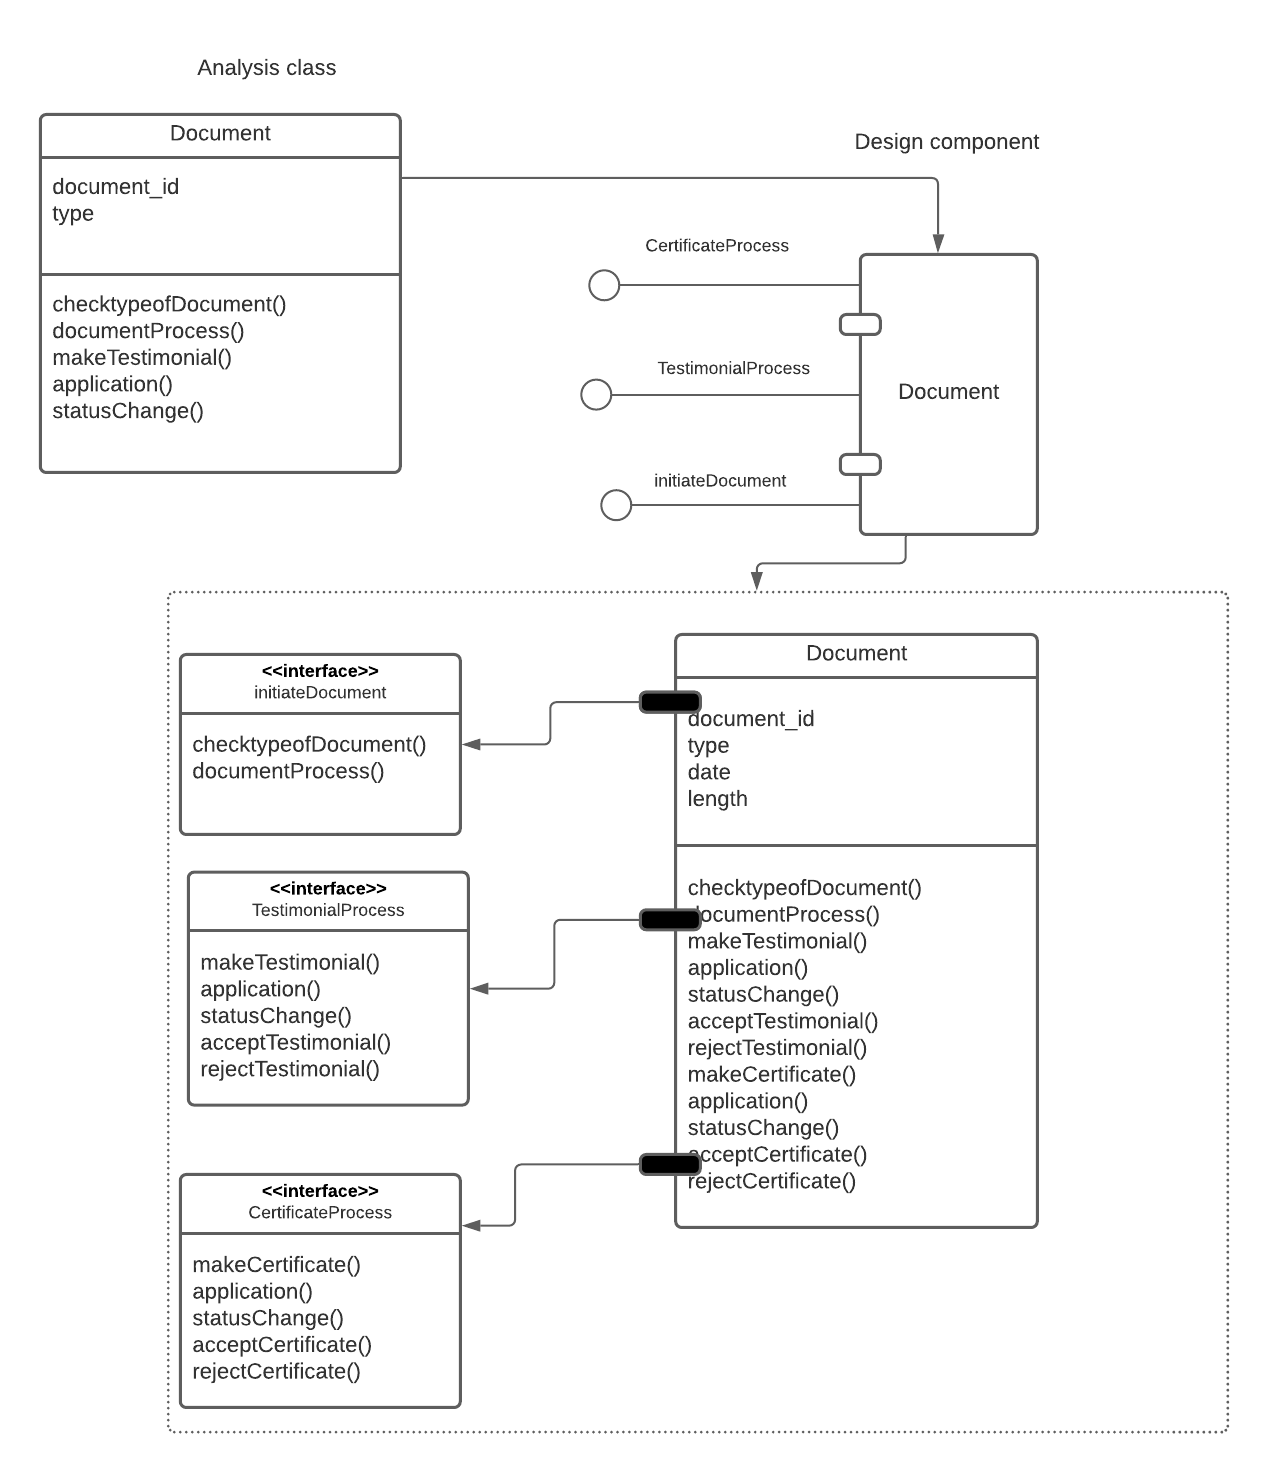 Analysis class
Document
document_id
type
checktypeofDocument()
documentProcess()
makeTestimonial()
application()
statusChange()
Design component
CertificateProcess
TestimonialProcess
initiateDocument
Document
<<interface>>
initiateDocument
checktypeofDocument()
documentProcess()
<<interface>>
TestimonialProcess
makeTestimonial()
application()
statusChange()
acceptTestimonial()
rejectTestimonial()
<<interface>>
CertificateProcess
makeCertificate()
application()
statusChange()
acceptCertificate()
rejectCertificate()
Document
document_id
type
date
length
checktypeofDocument()
documentProcess()
makeTestimonial()
application()
statusChange()
acceptTestimonial()
rejectTestimonial()
makeCertificate()
application()
statusChange()
acceptCertificate()
rejectCertificate()